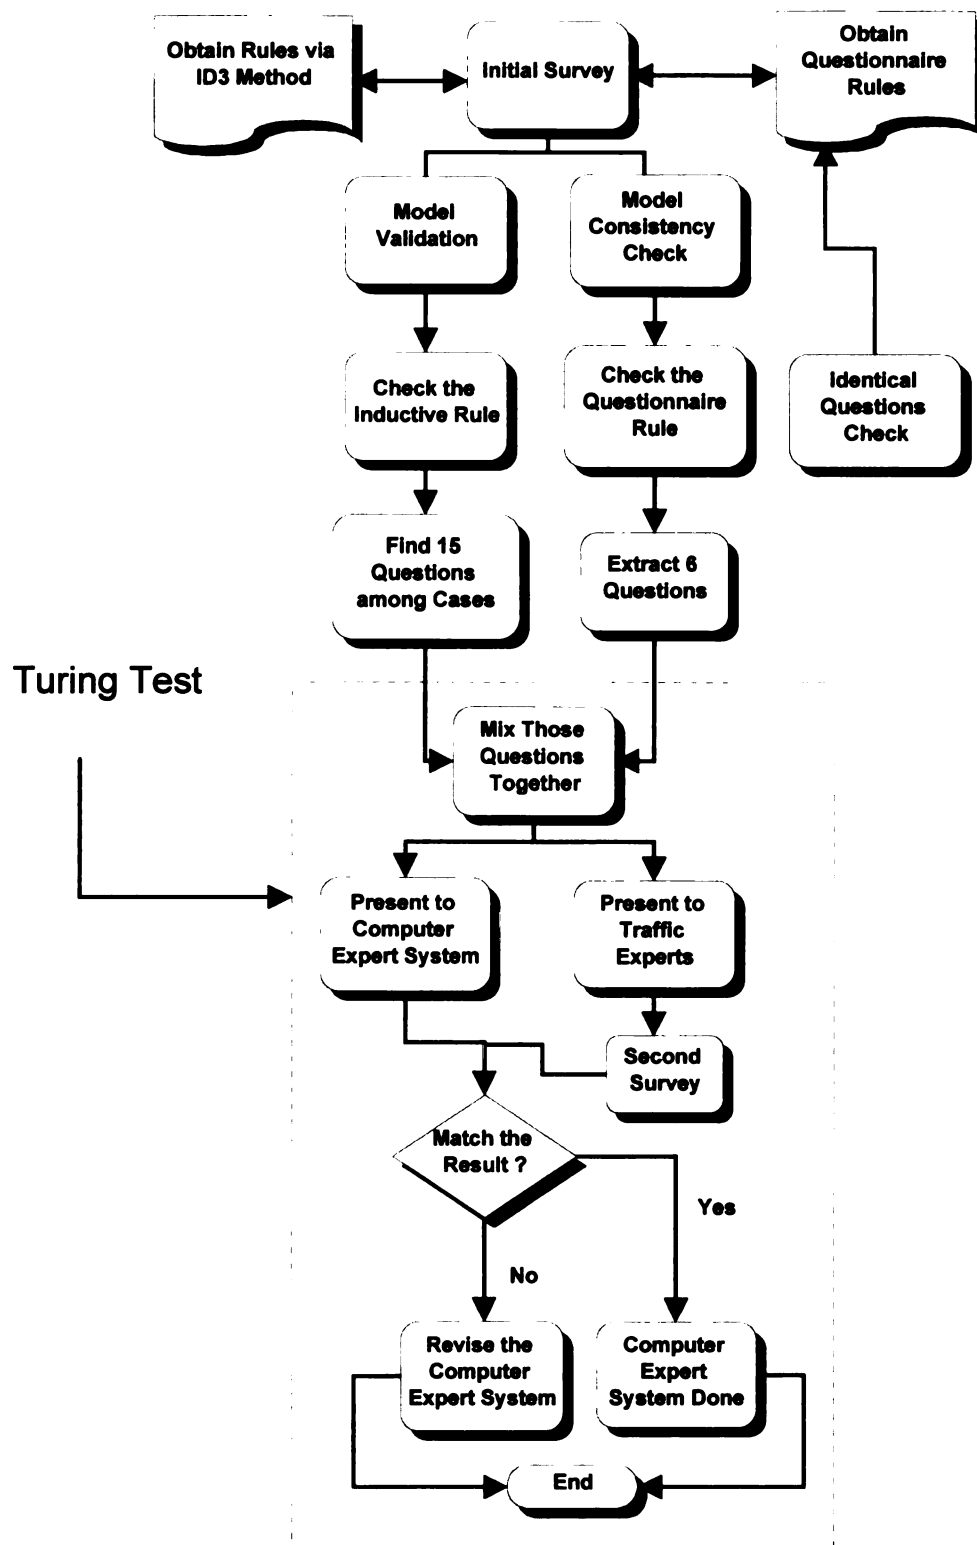 Obtain Rules via
ID3 Method
Initial Survey
Obtain
Questionnaire
Rules
Model
Validation
Model
Consistency
Check
Check the
Inductive Rule
Check the
Questionnaire
Rule
Identical
Questions
Check
Find 15
Questions
among Cases
Extract 6
Questions
Turing Test
Mix Those
Questions
Together
Present to
Computer
Expert System
Present to
Traffic
Experts
Second
Survey
Match the
Result ?
Yes
No
Revise the
Computer
Expert System
Computer
Expert
System Done
End